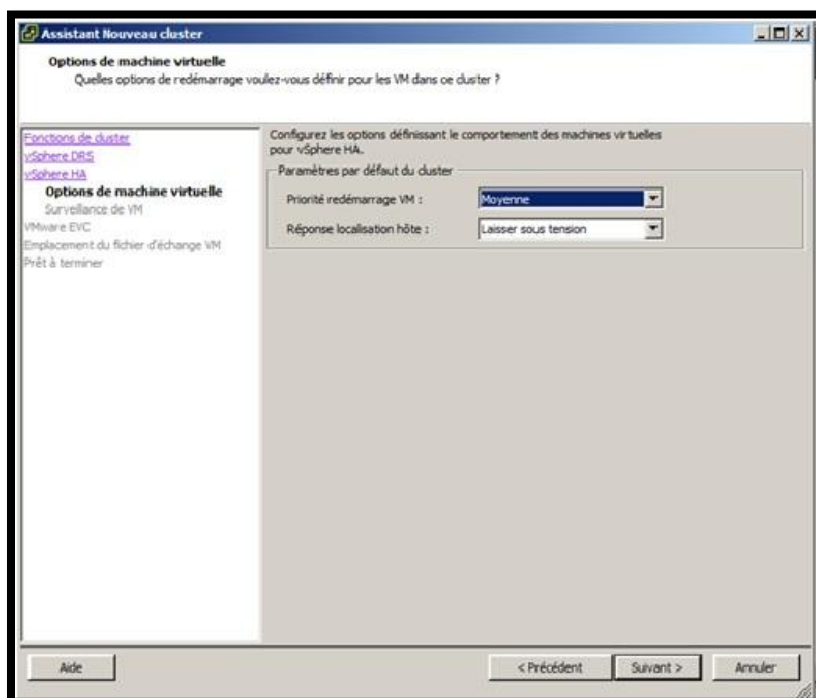 Assistant Nouveau cluster
Options de machine virtuelle
Quelles options de redémarrage voulez-vous définir pour les VM dans ce cluster ?
Fonctions de cluster
vSphere DRS
vSphere HA
Options de machine virtuelle
Surveillance de VM
VMware EVC
Emplacement du fichier d'échange VM
Prêt à terminer
Configurez les options définissant le comportement des machines virtuelles
pour vSphere HA.
Paramètres par défaut du cluster
Priorité redémarrage VM : Moyenne
Réponse localisation hôte : Laisser sous tension
Aide < Précédent Suivant > Annuler